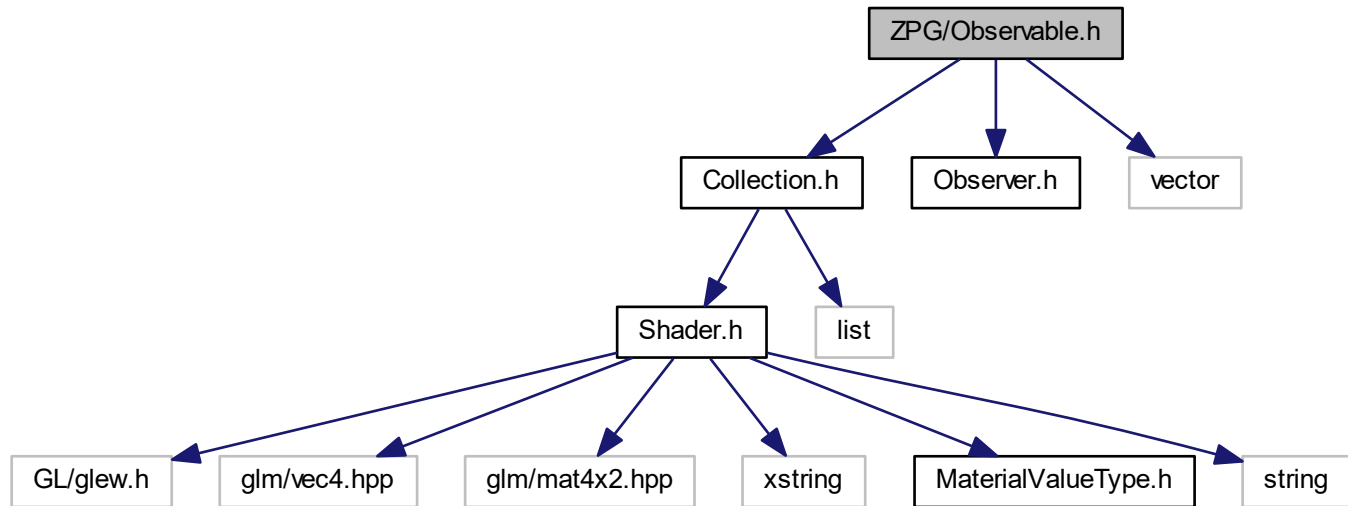 ZPG/Observable.h
Collection.h
Observer.h
vector
Shader.h
list
GL/glew.h
glm/vec4.hpp
glm/mat4x2.hpp
xstring
MaterialValueType.h
string